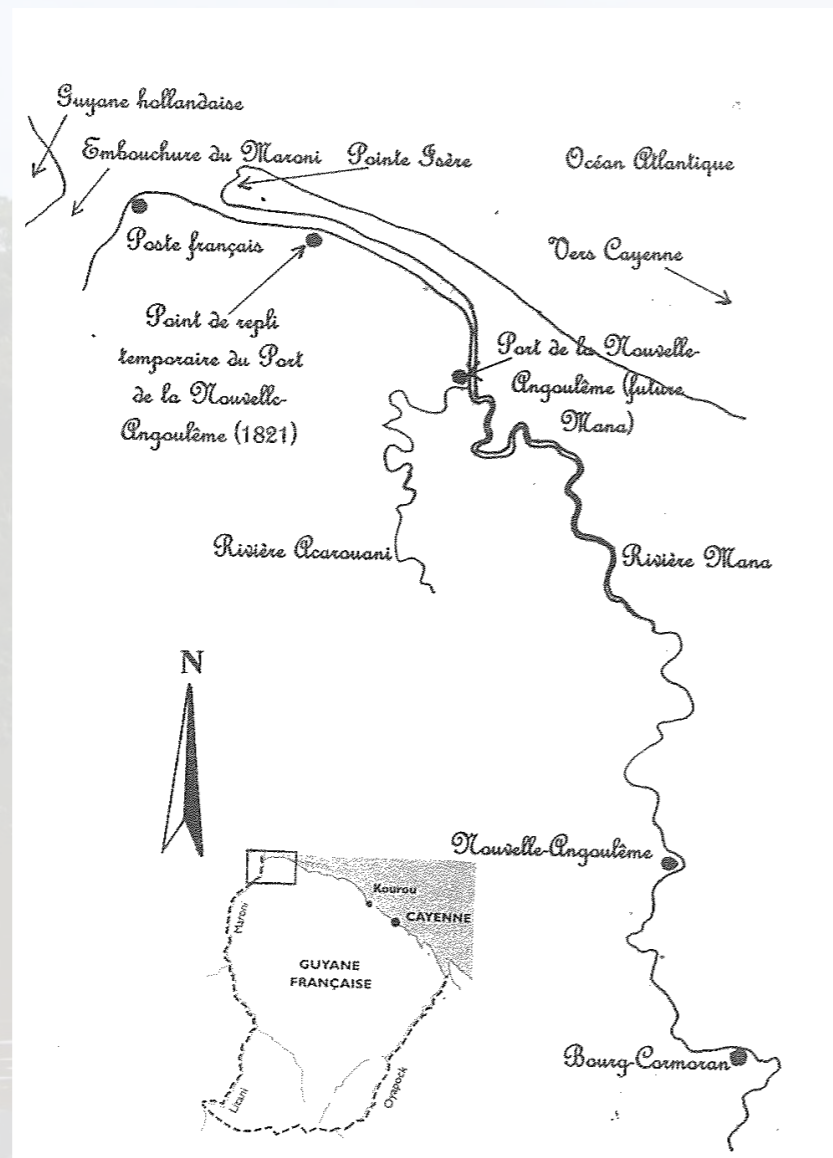 Guyane hollandaise
Embouchure du Maroni
Pointe Isère
Océan Atlantique
Poste français
Vers Cayenne
Point de repli
temporaire du Port
de la Nouvelle-
Angoulême (1821)
Port de la Nouvelle-
Angoulême (future
Mana)
Rivière Acarouani
Rivière Mana
N
Nouvelle-Angoulême
Kourou
CAYENNE
Maroni
GUYANE
FRANÇAISE
Bourg-Cormoran
Litani
Oyapock